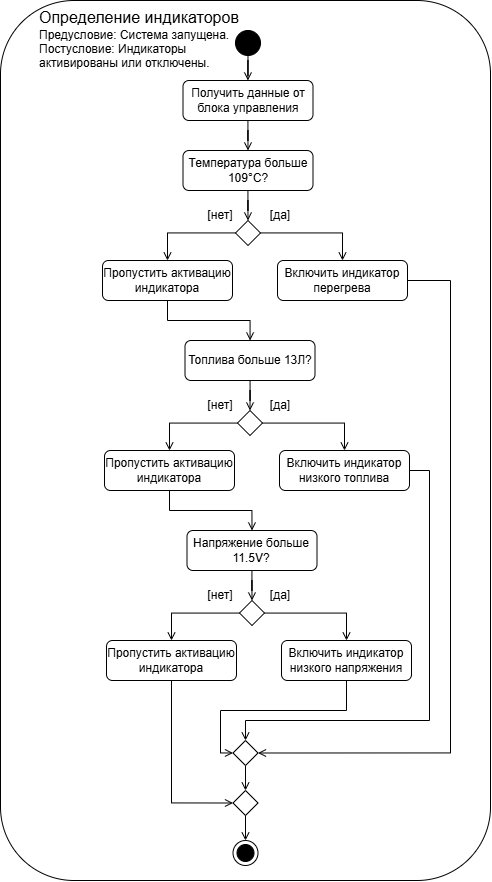 Определение индикаторов
Предусловие: Система запущена.
Постусловие: Индикаторы
активированы или отключены.
Получить данные от
блока управления
Температура больше
109°C?
[нет]
[да]
Пропустить активацию
индикатора
Включить индикатор
перегрева
Топлива больше 13Л?
[нет]
[да]
Пропустить активацию
индикатора
Включить индикатор
низкого топлива
Напряжение больше
11.5V?
[нет]
[да]
Пропустить активацию
индикатора
Включить индикатор
низкого напряжения